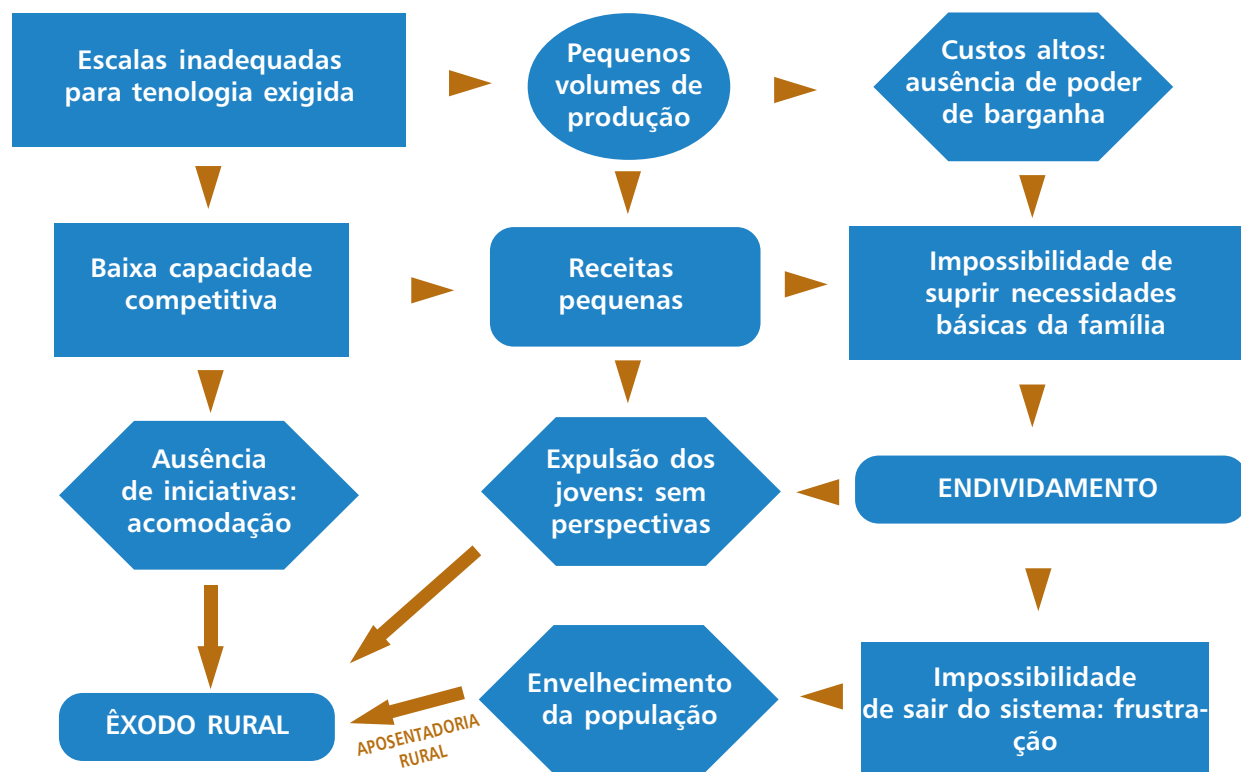 Escalas inadequadas
para tenologia exigida
Pequenos
volumes de
produção
Custos altos:
ausência de poder
de barganha
Baixa capacidade
competitiva
Receitas
pequenas
Impossibilidade de
suprir necessidades
básicas da família
Ausência
de iniciativas:
acomodação
Expulsão dos
jovens: sem
perspectivas
ENDIVIDAMENTO
ÊXODO RURAL
APOSENTADORIA
RURAL
Envelhecimento
da população
Impossibilidade
de sair do sistema: frustra-
ção